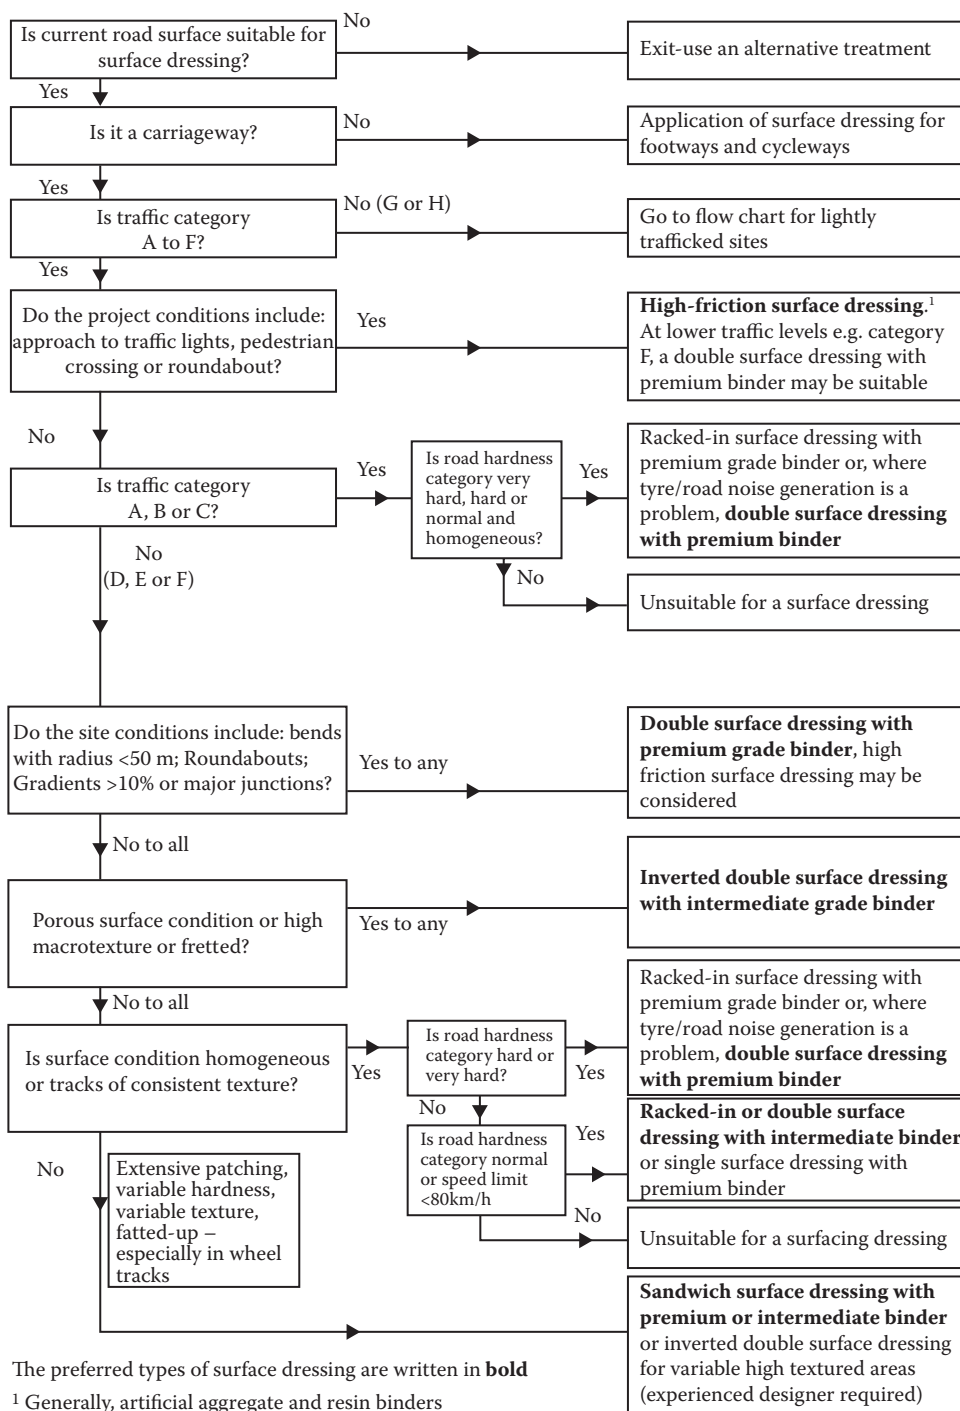 Is current road surface suitable for
surface dressing?
No
Exit-use an alternative treatment
Yes
Is it a carriageway?
No
Application of surface dressing for
footways and cycleways
Yes
Is traffic category
A to F?
No (G or H)
Go to flow chart for lightly
trafficked sites
Yes
Do the project conditions include:
approach to traffic lights, pedestrian
crossing or roundabout?
Yes
High-friction surface dressing.¹
At lower traffic levels e.g. category
F, a double surface dressing with
premium binder may be suitable
No
Is traffic category
A, B or C?
Yes
Is road hardness
category very
hard, hard or
normal and
homogeneous?
Yes
Racked-in surface dressing with
premium grade binder or, where
tyre/road noise generation is a
problem, double surface dressing
with premium binder
No
Unsuitable for a surface dressing
No
(D, E or F)
Do the site conditions include: bends
with radius <50 m; Roundabouts;
Gradients >10% or major junctions?
Yes to any
Double surface dressing with
premium grade binder, high
friction surface dressing may be
considered
No to all
Porous surface condition or high
macrotexture or fretted?
Yes to any
Inverted double surface dressing
with intermediate grade binder
No to all
Is surface condition homogeneous
or tracks of consistent texture?
Yes
Is road hardness
category hard or
very hard?
Yes
Racked-in surface dressing with
premium grade binder or, where
tyre/road noise generation is a
problem, double surface dressing
with premium binder
No
Is road hardness
category normal
or speed limit
<80km/h
Yes
Racked-in or double surface
dressing with intermediate binder
or single surface dressing with
premium binder
No
Unsuitable for a surfacing dressing
No
Extensive patching,
variable hardness,
variable texture,
fatted-up –
especially in wheel
tracks
Sandwich surface dressing with
premium or intermediate binder
or inverted double surface dressing
for variable high textured areas
(experienced designer required)
The preferred types of surface dressing are written in bold
¹ Generally, artificial aggregate and resin binders